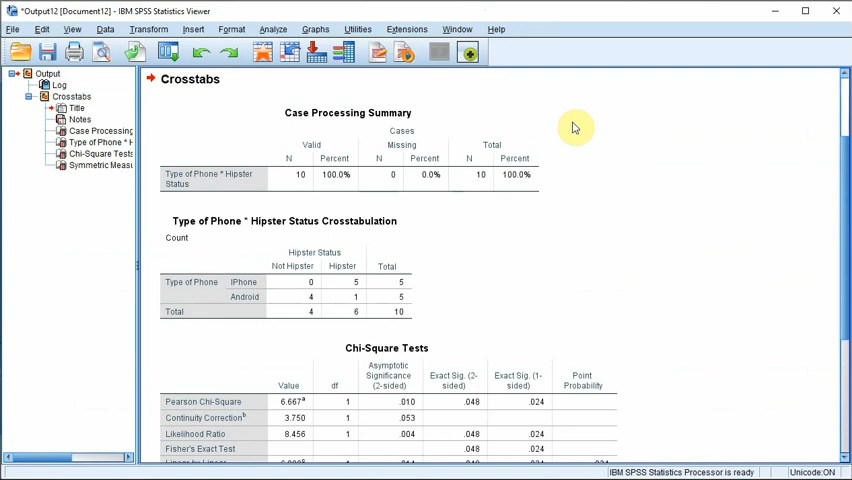 *Output12 [Document12] - IBM SPSS Statistics Viewer
File Edit View Data Transform Insert Format Analyze Graphs Utilities Extensions Window Help
Output
Log
Crosstabs
Title
Notes
Case Processing
Type of Phone * H
Chi-Square Tests
Symmetric Measu
Crosstabs
Case Processing Summary
Cases
Valid Missing Total
N Percent N Percent N Percent
Type of Phone * Hipster 10 100.0% 0 0.0% 10 100.0%
Status
Type of Phone * Hipster Status Crosstabulation
Count
Hipster Status
Not Hipster Hipster Total
Type of Phone IPhone 0 5 5
Android 4 1 5
Total 4 6 10
Chi-Square Tests
Asymptotic
Significance Exact Sig. (2- Exact Sig. (1- Point
Value df (2-sided) sided) sided) Probability
Pearson Chi-Square 6.667a 1 .010 .048 .024
Continuity Correctionb 3.750 1 .053
Likelihood Ratio 8.456 1 .004 .048 .024
Fisher's Exact Test .048 .024
IBM SPSS Statistics Processor is ready Unicode:ON